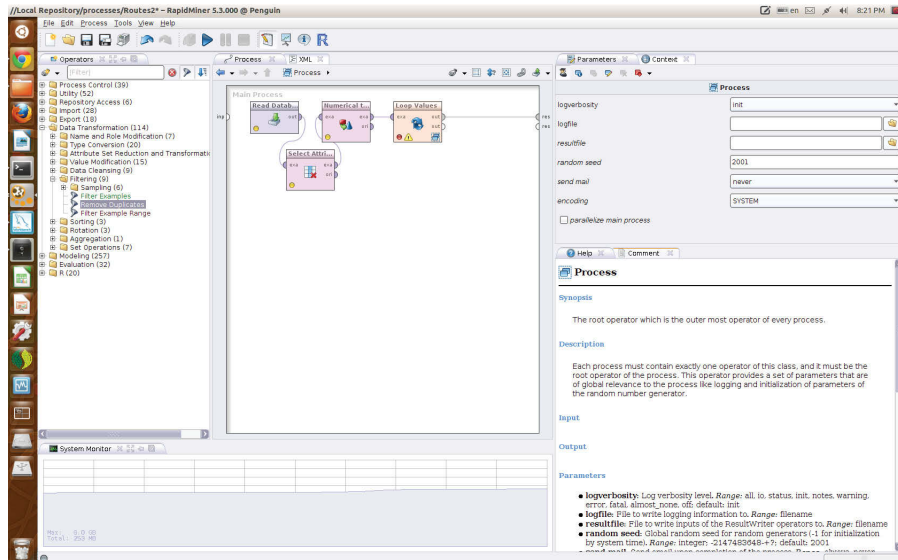 //Local Repository/processes/Routes2* – RapidMiner 5.3.000 @ Penguin
en
8:21 PM
File Edit Process Tools View Help
Operators
Process
XML
Parameters
Context
[Filter]
Process
Process
Process Control (39)
Utility (52)
Repository Access (6)
Import (28)
Export (18)
Data Transformation (114)
Name and Role Modification (7)
Type Conversion (20)
Attribute Set Reduction and Transformati
Value Modification (15)
Data Cleansing (9)
Filtering (9)
Sampling (6)
Filter Examples
Remove Duplicates
Filter Example Range
Sorting (3)
Rotation (3)
Aggregation (1)
Set Operations (7)
Modeling (257)
Evaluation (32)
R (20)
Main Process
Read Datab...
Numerical t...
Loop Values
inp
out
exa
exa
ori
exa
out
res
res
Select Attri...
exa
exa
ori
logverbosity
init
logfile
resultfile
random seed
2001
send mail
never
encoding
SYSTEM
parallelize main process
Help
Comment
Process
Synopsis
The root operator which is the outer most operator of every process.
Description
Each process must contain exactly one operator of this class, and it must be the
root operator of the process. This operator provides a set of parameters that are
of global relevance to the process like logging and initialization of parameters of
the random number generator.
Input
Output
Parameters
logverbosity: Log verbosity level. Range: all, io, status, init, notes, warning,
error, fatal, almost_none, off; default: init
logfile: File to write logging information to. Range: filename
resultfile: File to write inputs of the ResultWriter operators to. Range: filename
random seed: Global random seed for random generators (-1 for initialization
by system time). Range: integer: -2147483648-+?; default: 2001
System Monitor
Max:
Total: